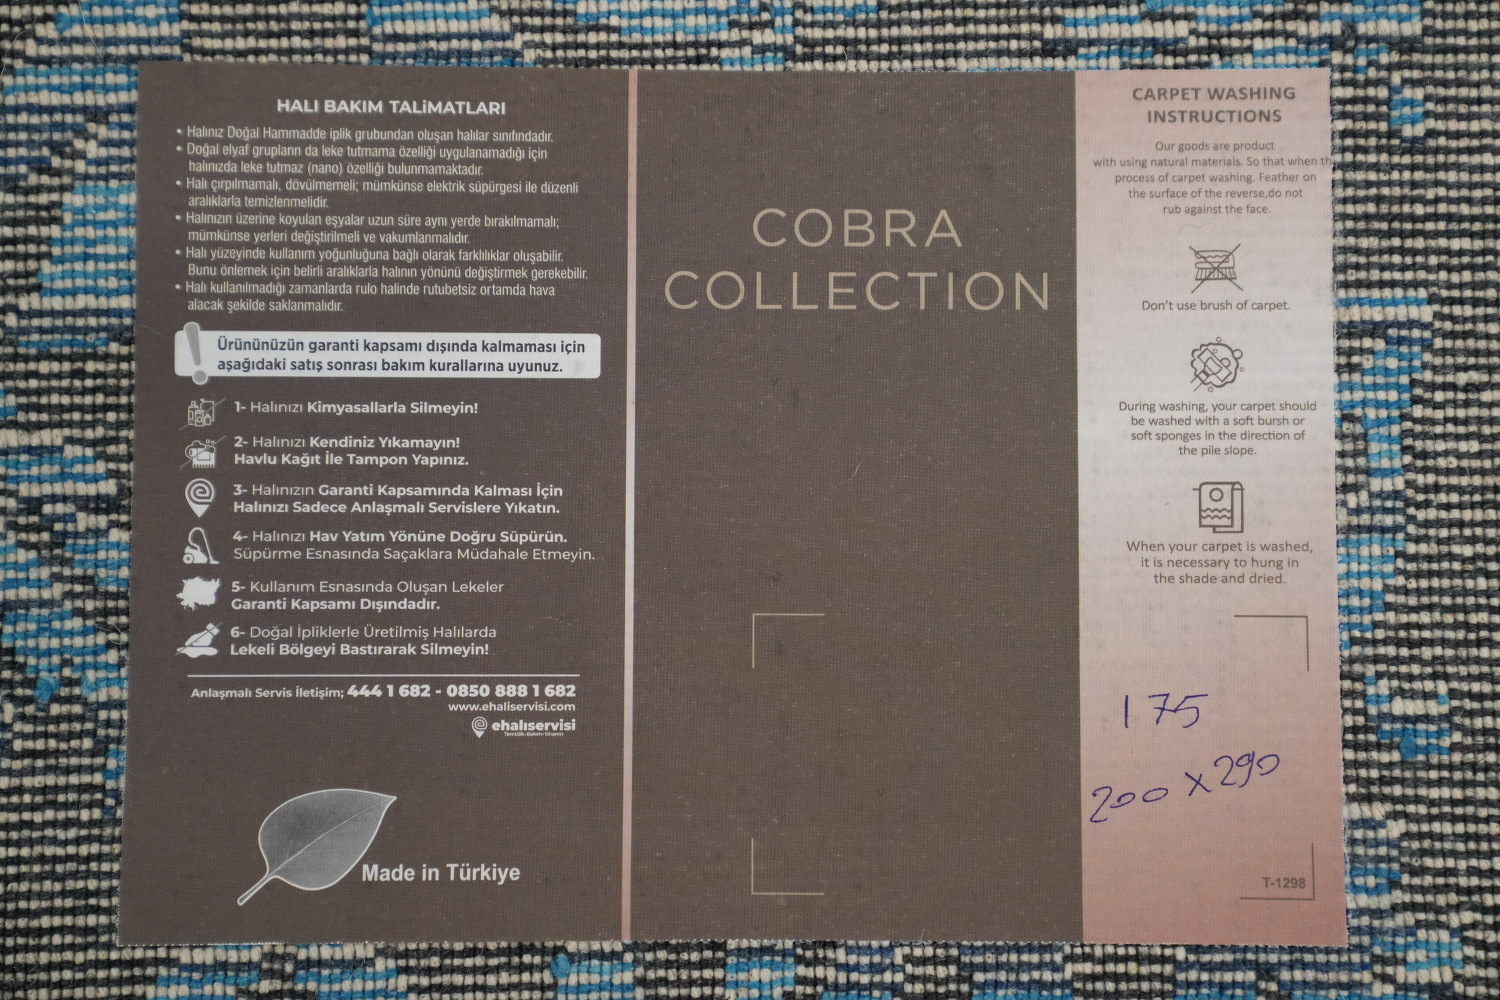 HALI BAKIM TALİMATLARI
• Halınız Doğal Hammadde iplik grubundan oluşan halılar sınıfındadır.
• Doğal elyaf grupların da leke tutmama özelliği uygulanamadığı için
halınızda leke tutmaz (nano) özelliği bulunmamaktadır.
• Halı çırpılmamalı, dövülmemeli; mümkünse elektrik süpürgesi ile düzenli
aralıklarla temizlenmelidir.
• Halınızın üzerine koyulan eşyalar uzun süre aynı yerde bırakılmamalı;
mümkünse yerleri değiştirilmeli ve vakumlanmalıdır.
• Halı yüzeyinde kullanım yoğunluğuna bağlı olarak farklılıklar oluşabilir.
Bunu önlemek için belirli aralıklarla halının yönünü değiştirmek gerekebilir.
• Halı kullanılmadığı zamanlarda rulo halinde rutubetsiz ortamda hava
alacak şekilde saklanmalıdır.
Ürününüzün garanti kapsamı dışında kalmaması için
aşağıdaki satış sonrası bakım kurallarına uyunuz.
1- Halınızı Kimyasallarla Silmeyin!
2- Halınızı Kendiniz Yıkamayın!
Havlu Kağıt İle Tampon Yapınız.
3- Halınızın Garanti Kapsamında Kalması İçin
Halınızı Sadece Anlaşmalı Servislere Yıkatın.
4- Halınızı Hav Yatım Yönüne Doğru Süpürün.
Süpürme Esnasında Saçaklara Müdahale Etmeyin.
5- Kullanım Esnasında Oluşan Lekeler
Garanti Kapsamı Dışındadır.
6- Doğal İpliklerle Üretilmiş Halılarda
Lekeli Bölgeyi Bastırarak Silmeyin!
Anlaşmalı Servis İletişim; 444 1 682 - 0850 888 1 682
www.ehaliservisi.com
ehalıservisi
Temizlik•Bakım•Onarım
Made in Türkiye
COBRA
COLLECTION
CARPET WASHING
INSTRUCTIONS
Our goods are product
with using natural materials. So that when th
process of carpet washing. Feather on
the surface of the reverse,do not
rub against the face.
Don't use brush of carpet.
During washing, your carpet should
be washed with a soft bursh or
soft sponges in the direction of
the pile slope.
When your carpet is washed,
it is necessary to hung in
the shade and dried.
175
200 x 290
T-1298